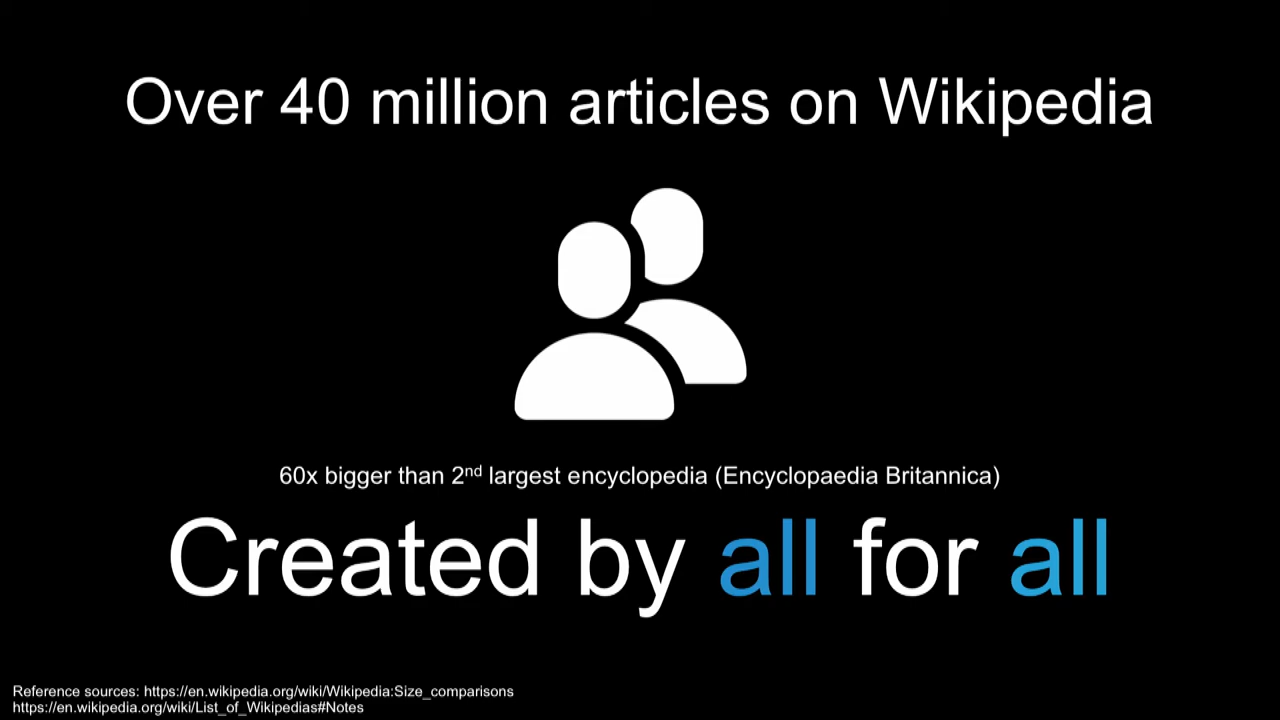 Over 40 million articles on Wikipedia
60x bigger than 2nd largest encyclopedia (Encyclopaedia Britannica)
Created by all for all
Reference sources: https://en.wikipedia.org/wiki/Wikipedia:Size_comparisons
https://en.wikipedia.org/wiki/List_of_Wikipedias#Notes